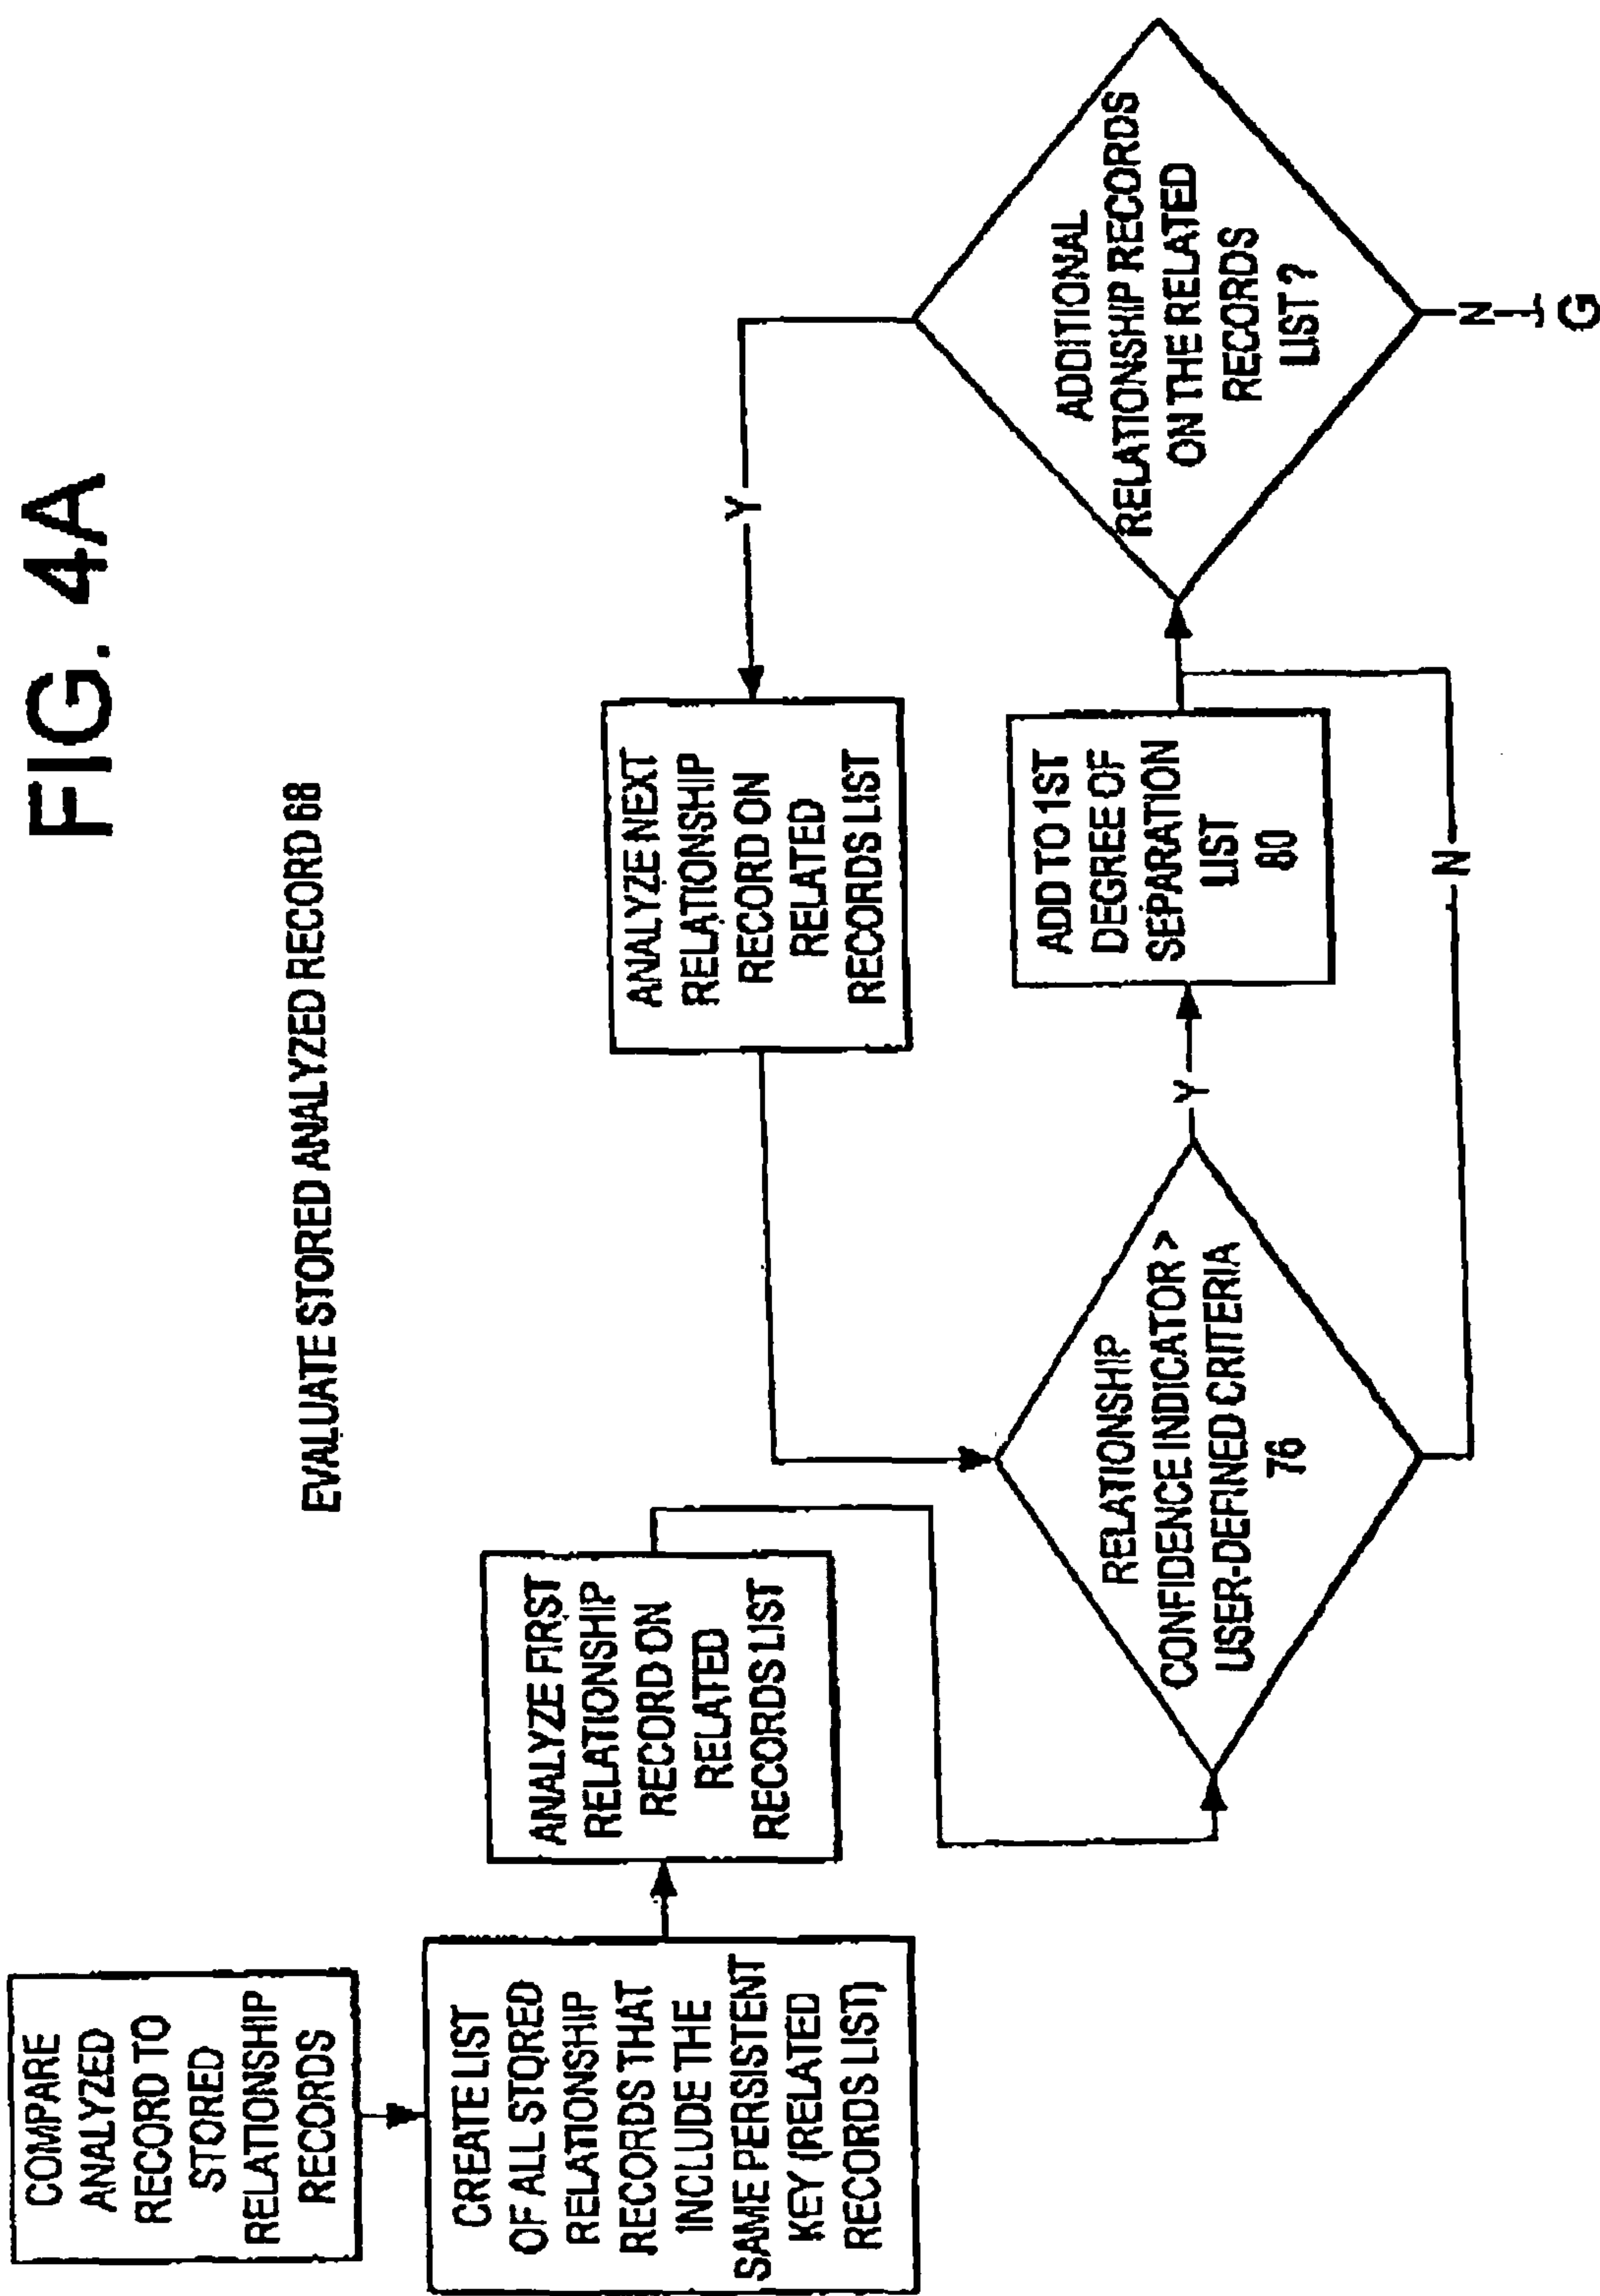 FIG. 4A
EVALUATE STORED ANALYZED RECORD 68
COMPARE
ANALYZED
RECORD TO
STORED
RELATIONSHIP
RECORDS
CREATE LIST
OF ALL STORED
RELATIONSHIP
RECORDS THAT
INCLUDE THE
SAME PERSISTENT
KEY (RELATED
RECORDS LIST)
ANALYZE FIRST
RELATIONSHIP
RECORD ON
RELATED
RECORDS LIST
RELATIONSHIP
CONFIDENCE INDICATOR >
USER-DEFINED CRITERIA
76
Y
N
ADD TO 1ST
DEGREE OF
SEPARATION
LIST
80
ANALYZE NEXT
RELATIONSHIP
RECORD ON
RELATED
RECORDS LIST
Y
ADDITIONAL
RELATIONSHIP RECORDS
ON THE RELATED
RECORDS
LIST ?
N
G